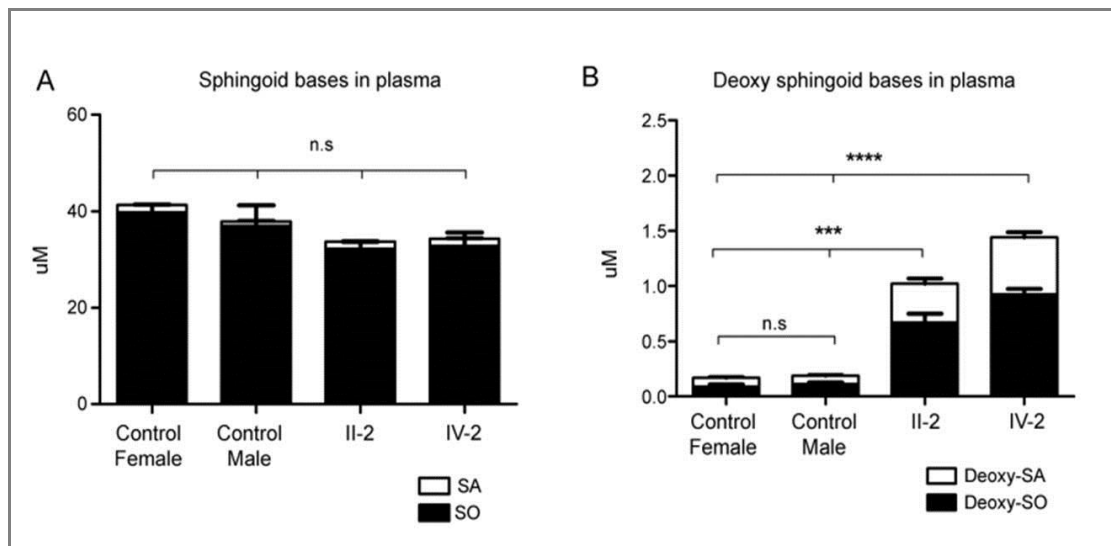 A
Sphingoid bases in plasma
60
40
20
0
uM
n.s
Control
Female
Control
Male
II-2
IV-2
SA
SO
B
Deoxy sphingoid bases in plasma
2.5
2.0
1.5
1.0
0.5
0.0
uM
****
***
n.s
Control
Female
Control
Male
II-2
IV-2
Deoxy-SA
Deoxy-SO